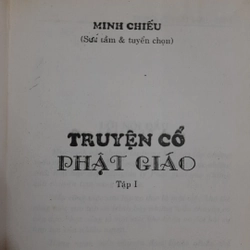 MINH CHIẾU
(Sưu tầm & tuyển chọn)
TRUYỆN CỔ
PHẬT GIÁO
Tập I